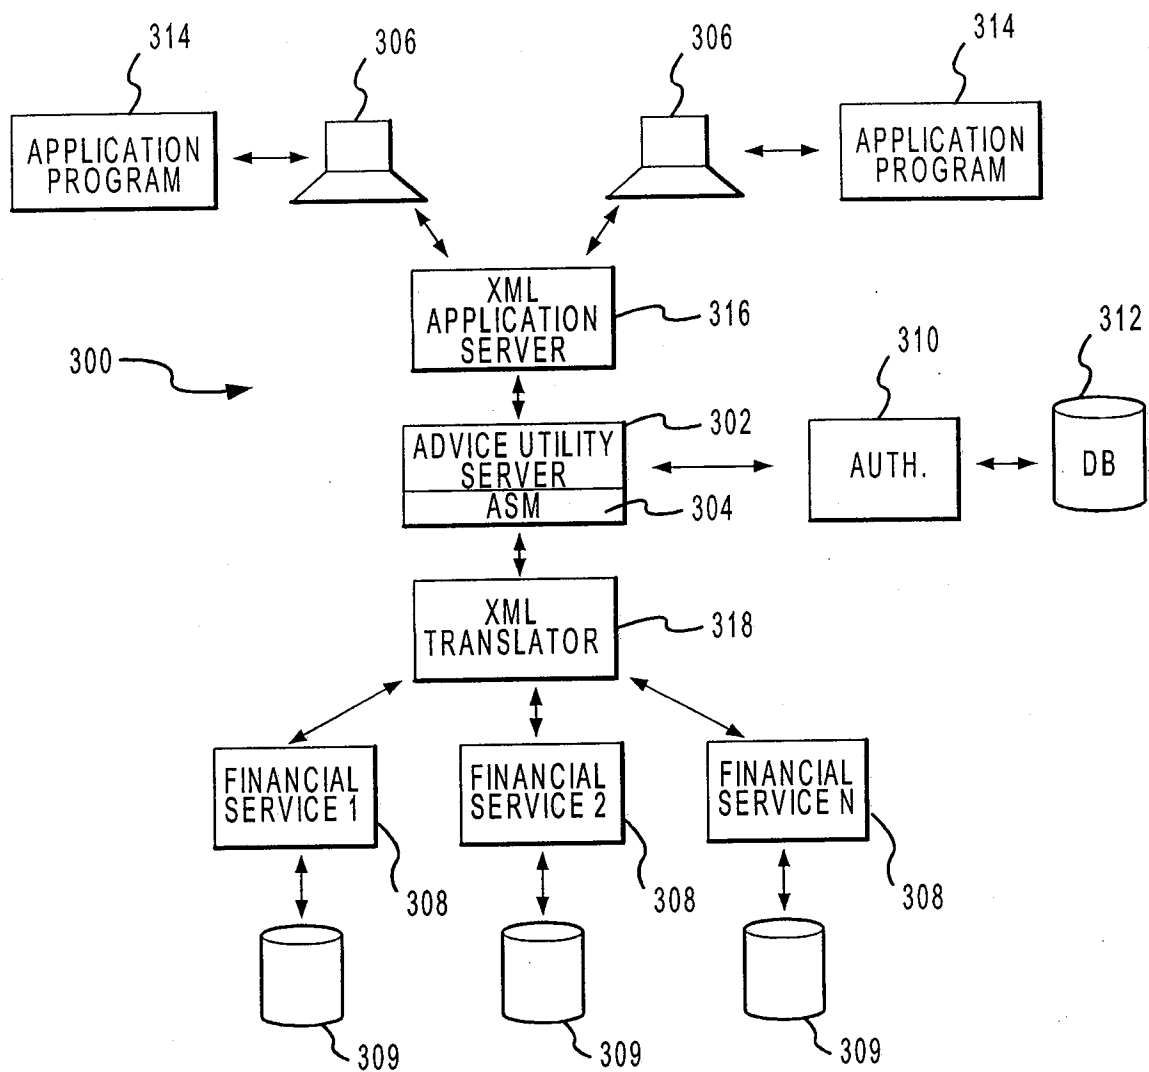 314
306
306
314
APPLICATION
PROGRAM
APPLICATION
PROGRAM
XML
APPLICATION
SERVER
316
300
310
312
302
ADVICE UTILITY
SERVER
ASM
304
AUTH.
DB
XML
TRANSLATOR
318
FINANCIAL
SERVICE 1
FINANCIAL
SERVICE 2
FINANCIAL
SERVICE N
308
308
308
309
309
309